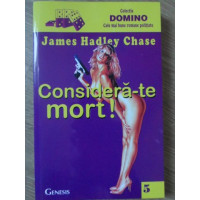 Colecția
DOMINO
Cele mai bune romane polițiste
James Hadley Chase
Consideră-te
mort!
GENESIS
5